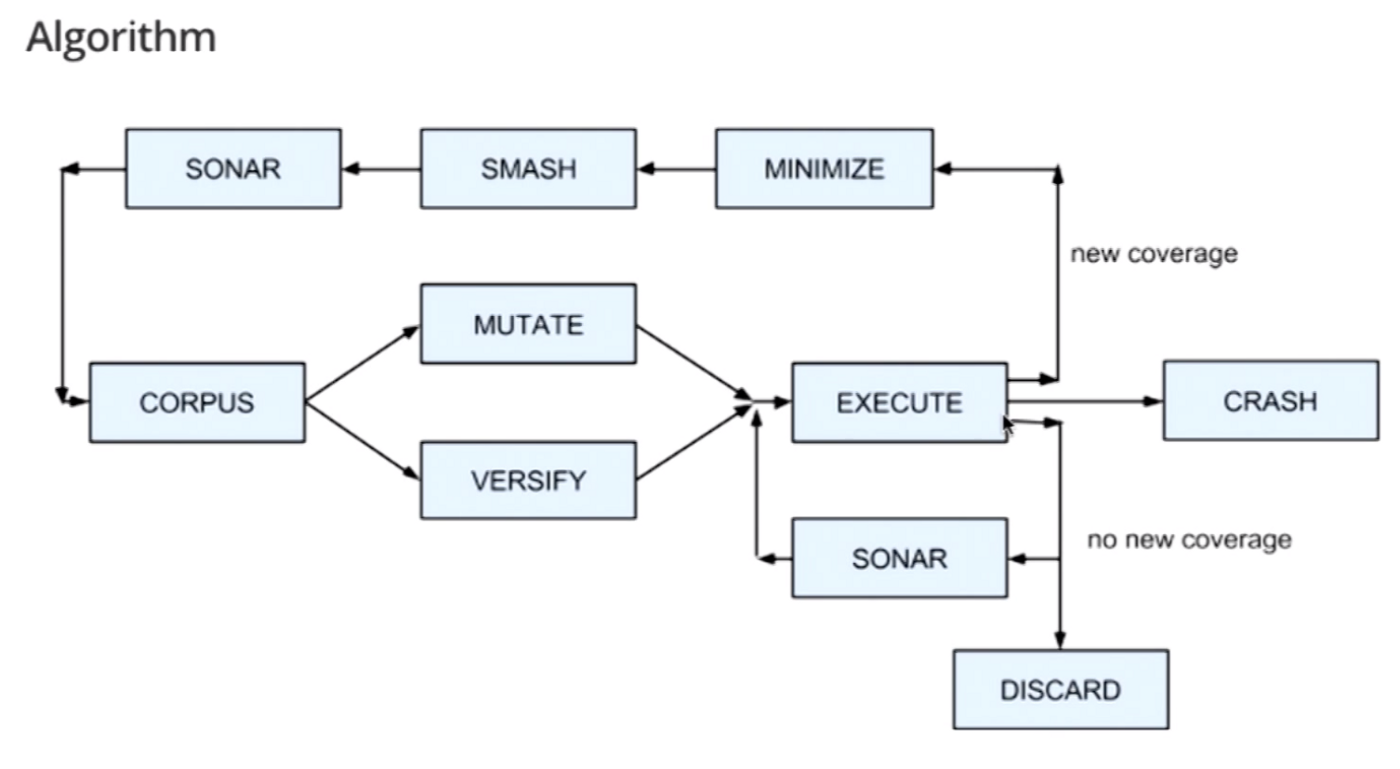 Algorithm
SONAR
SMASH
MINIMIZE
new coverage
MUTATE
CORPUS
EXECUTE
CRASH
VERSIFY
no new coverage
SONAR
DISCARD